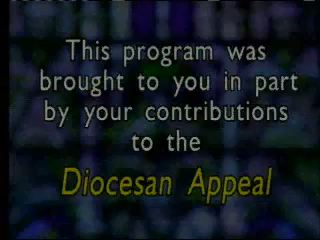 This program was
brought to you in part
by your contributions
to the
Diocesan Appeal